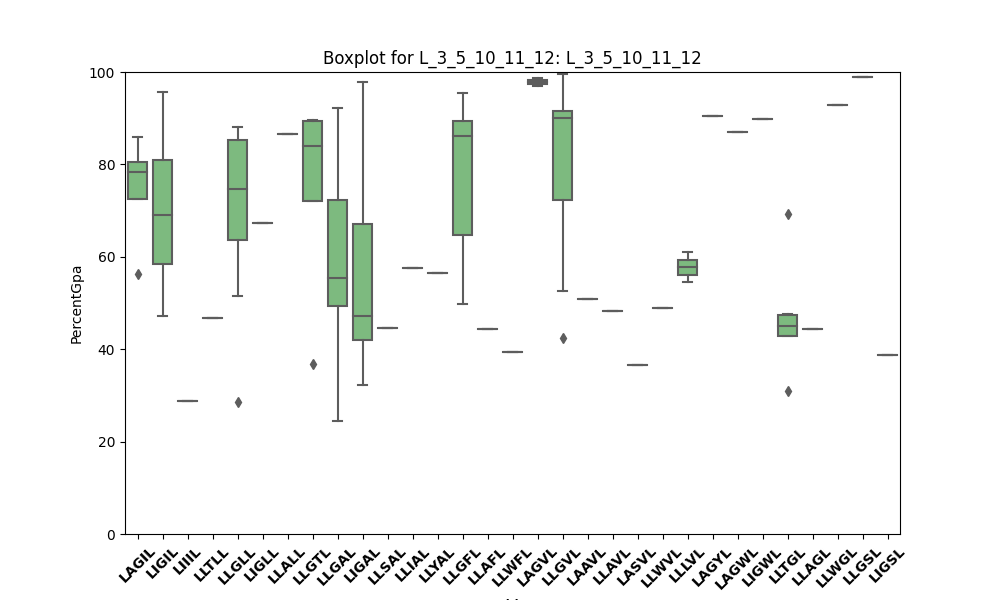 Boxplot for L_3_5_10_11_12: L_3_5_10_11_12
PercentGpa
100
80
60
40
20
0
LAGIL LIGIL LIIIL LLTLL LLGLL LIGLL LLALL LLGTL LLGAL LIGAL LLSAL LLIAL LLYAL LLGFL LLAFL LLWFL LAGVL LLGVL LAAVL LLAVL LASVL LLWVL LLLVL LAGYL LAGWL LIGWL LLTGL LLAGL LLWGL LLGSL LIGSL